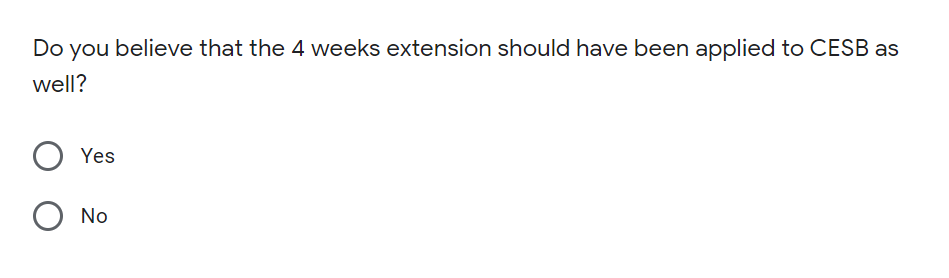 Do you believe that the 4 weeks extension should have been applied to CESB as
well?
Yes
No